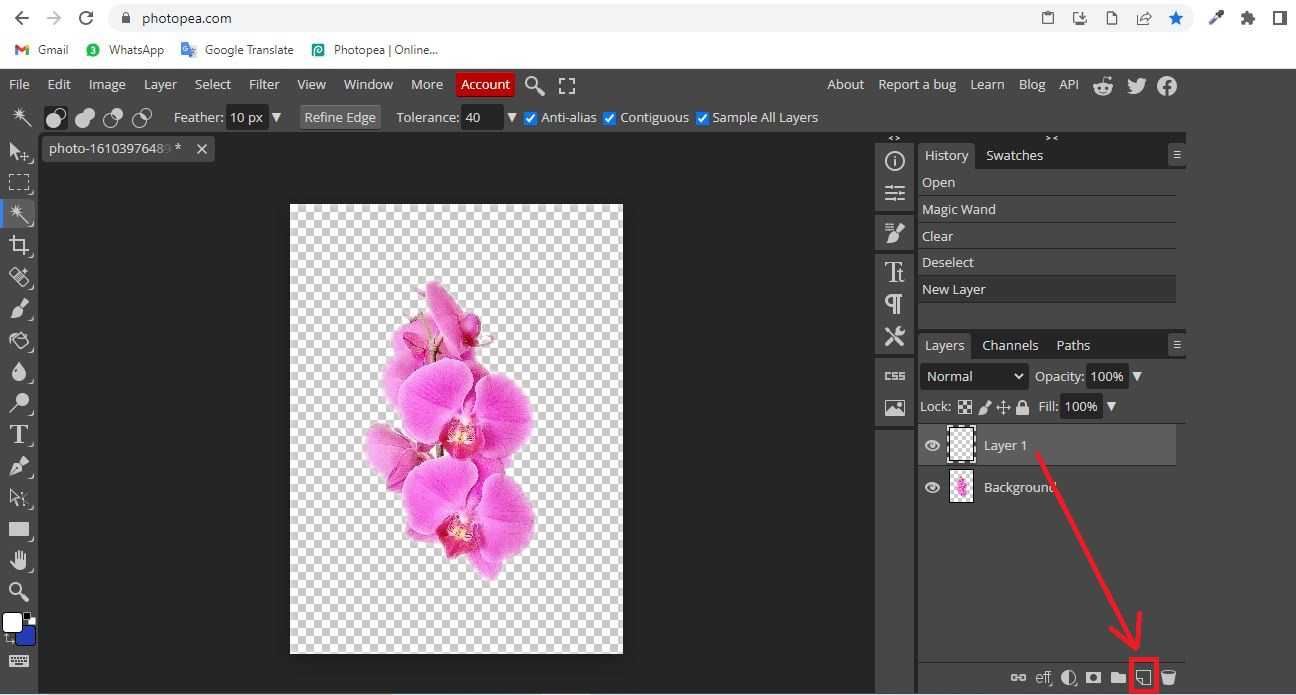 photopea.com
Gmail 3 WhatsApp Google Translate Photopea | Online...
File Edit Image Layer Select Filter View Window More Account About Report a bug Learn Blog API
Feather: 10 px Refine Edge Tolerance: 40 Anti-alias Contiguous Sample All Layers
photo-1610397648 *
History Swatches
Open
Magic Wand
Clear
Deselect
New Layer
Layers Channels Paths
CSS
Normal Opacity: 100%
Lock: Fill: 100%
Layer 1
Background
eff